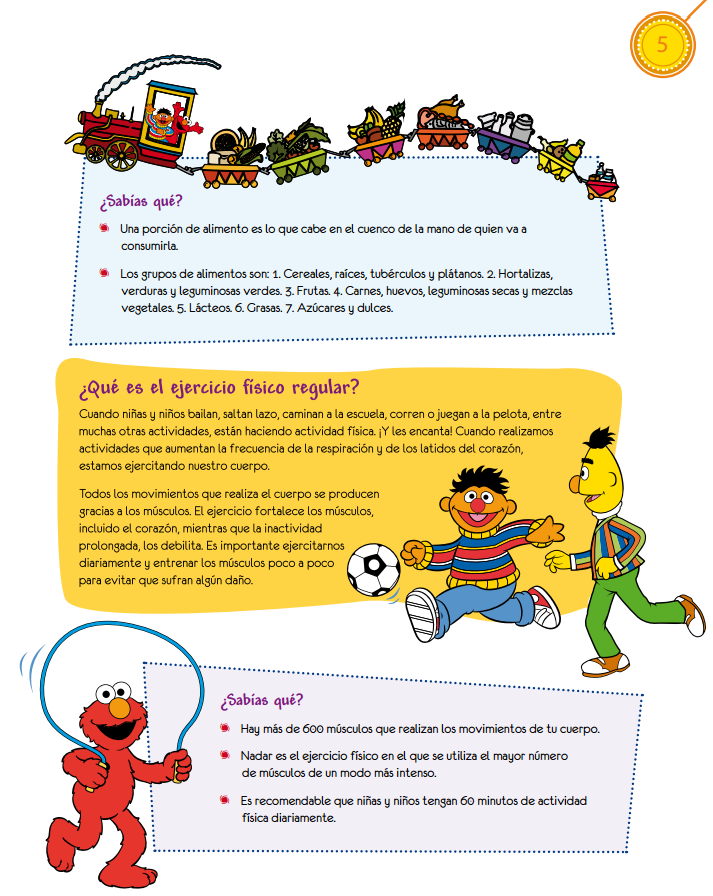 5
¿Sabías qué?
Una porción de alimento es lo que cabe en el cuenco de la mano de quien va a
consumirla.
Los grupos de alimentos son: 1. Cereales, raíces, tubérculos y plátanos. 2. Hortalizas,
verduras y leguminosas verdes. 3. Frutas. 4. Carnes, huevos, leguminosas secas y mezclas
vegetales. 5. Lácteos. 6. Grasas. 7. Azúcares y dulces.
¿Qué es el ejercicio físico regular?
Cuando niñas y niños bailan, saltan lazo, caminan a la escuela, corren o juegan a la pelota, entre
muchas otras actividades, están haciendo actividad física. ¡Y les encanta! Cuando realizamos
actividades que aumentan la frecuencia de la respiración y de los latidos del corazón,
estamos ejercitando nuestro cuerpo.
Todos los movimientos que realiza el cuerpo se producen
gracias a los músculos. El ejercicio fortalece los músculos,
incluido el corazón, mientras que la inactividad
prolongada, los debilita. Es importante ejercitarnos
diariamente y entrenar los músculos poco a poco
para evitar que sufran algún daño.
¿Sabías qué?
Hay más de 600 músculos que realizan los movimientos de tu cuerpo.
Nadar es el ejercicio físico en el que se utiliza el mayor número
de músculos de un modo más intenso.
Es recomendable que niñas y niños tengan 60 minutos de actividad
física diariamente.